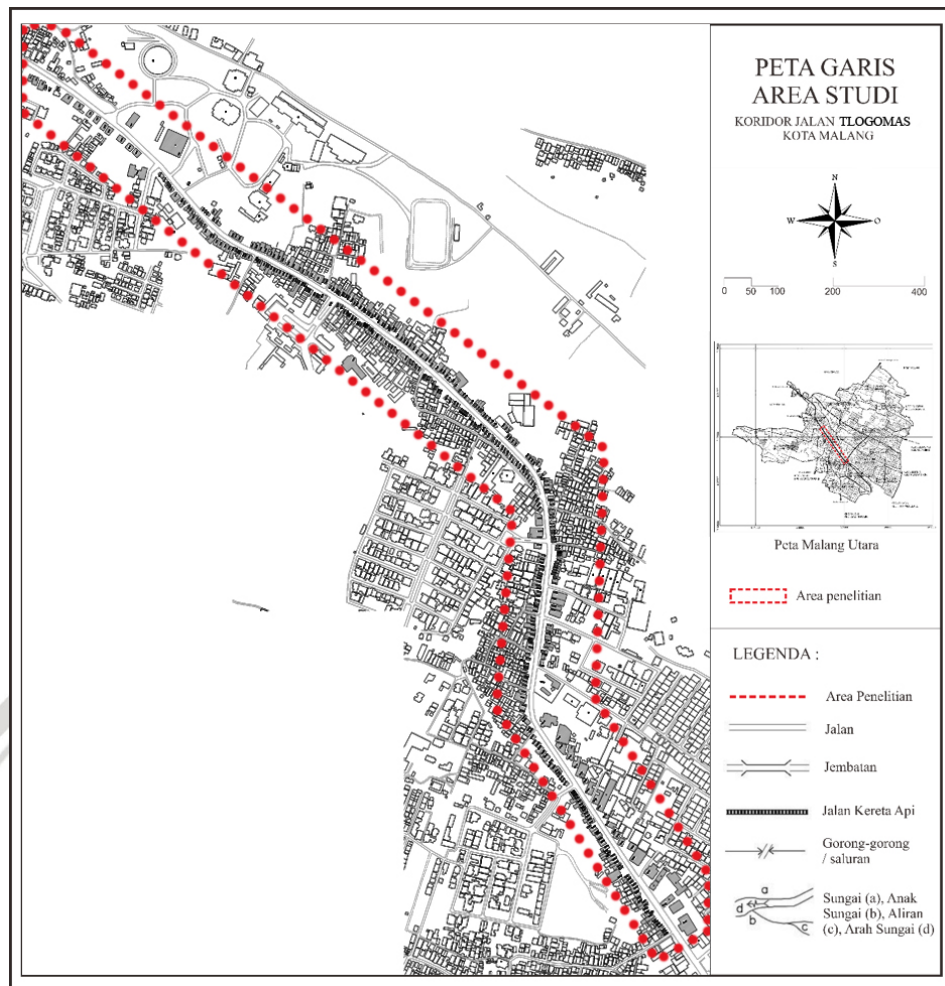 PETA GARIS
AREA STUDI
KORIDOR JALAN TLOGOMAS
KOTA MALANG
N
W
O
S
0 50 100 200 400
Peta Malang Utara
Area penelitian
LEGENDA :
Area Penelitian
Jalan
Jembatan
Jalan Kereta Api
Gorong-gorong
/ saluran
a
d
b
c
Sungai (a), Anak
Sungai (b), Aliran
(c), Arah Sungai (d)